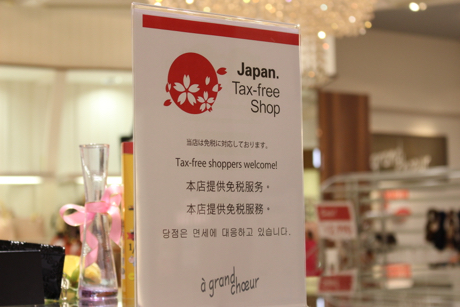 Japan.
Tax-free
Shop
当店は免税に対応しております。
Tax-free shoppers welcome!
本店提供免税服务。
本店提供免税服務。
당점은 면세에 대응하고 있습니다.
à grand
chœur